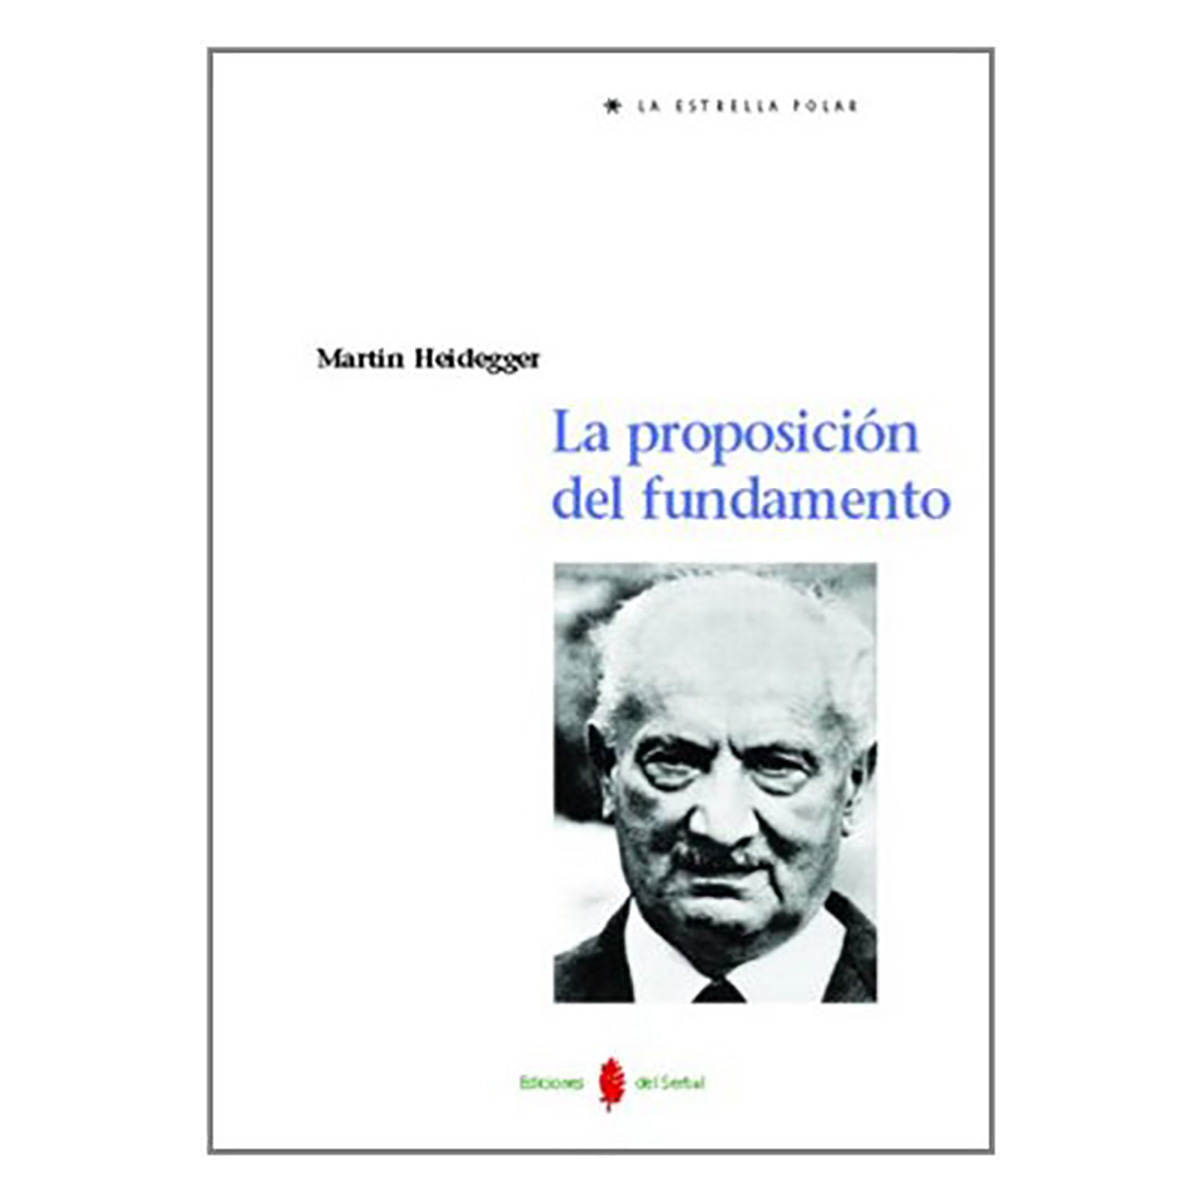 LA ESTRELLA POLAR
Martin Heidegger
La proposición
del fundamento
Ediciones del Serbal